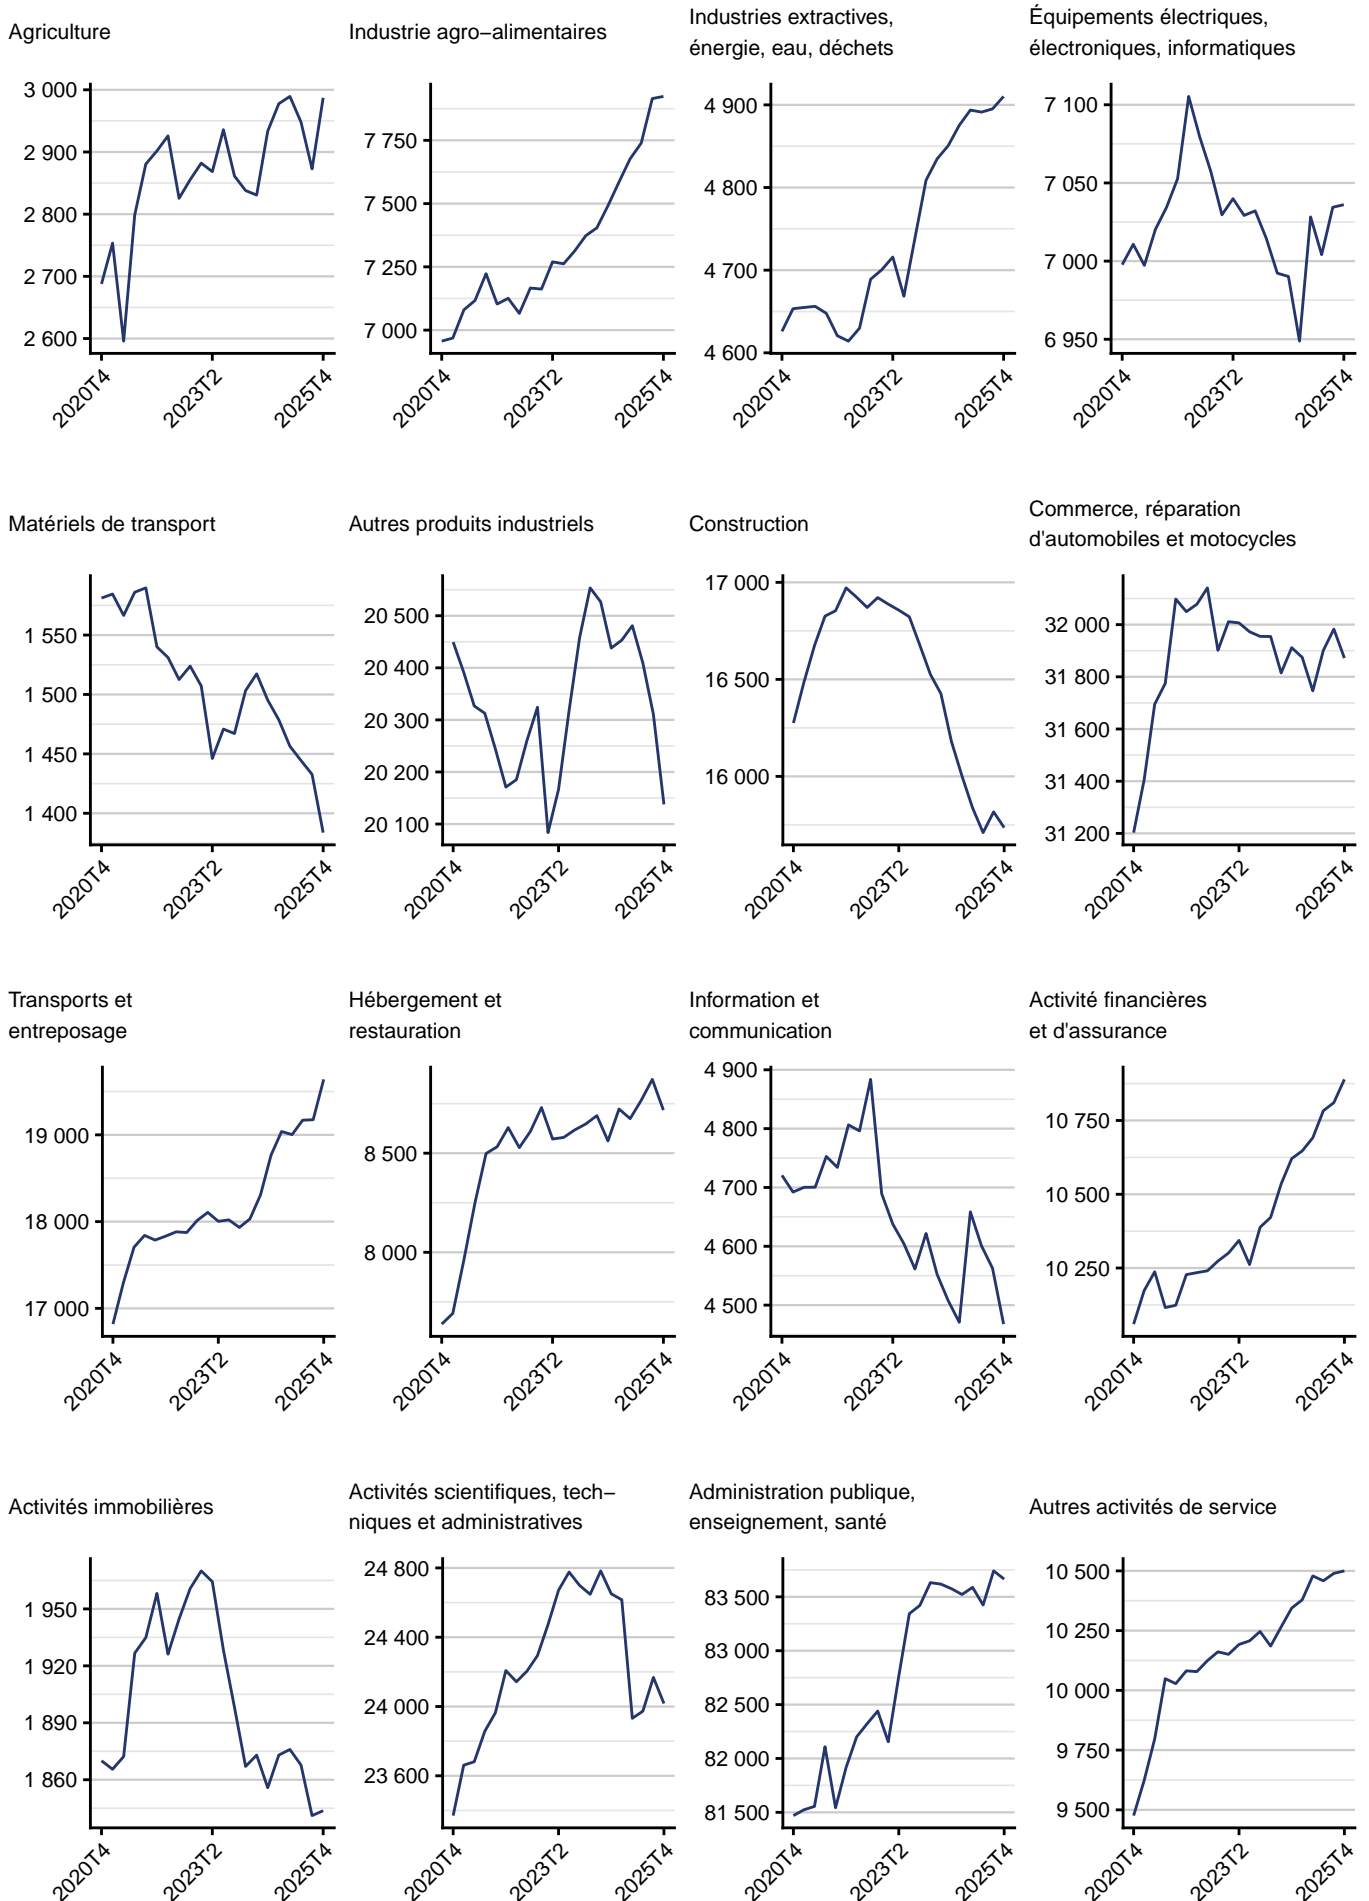 Agriculture
3 000
2 900
2 800
2 700
2 600
2020T4
2023T2
2025T4
Industrie agro−alimentaires
7 750
7 500
7 250
7 000
2020T4
2023T2
2025T4
Industries extractives,
énergie, eau, déchets
4 900
4 800
4 700
4 600
2020T4
2023T2
2025T4
Équipements électriques,
électroniques, informatiques
7 100
7 050
7 000
6 950
2020T4
2023T2
2025T4
Matériels de transport
1 550
1 500
1 450
1 400
2020T4
2023T2
2025T4
Autres produits industriels
20 500
20 400
20 300
20 200
20 100
2020T4
2023T2
2025T4
Construction
17 000
16 500
16 000
2020T4
2023T2
2025T4
Commerce, réparation
d'automobiles et motocycles
32 000
31 800
31 600
31 400
31 200
2020T4
2023T2
2025T4
Transports et
entreposage
19 000
18 000
17 000
2020T4
2023T2
2025T4
Hébergement et
restauration
8 500
8 000
2020T4
2023T2
2025T4
Information et
communication
4 900
4 800
4 700
4 600
4 500
2020T4
2023T2
2025T4
Activité financières
et d'assurance
10 750
10 500
10 250
2020T4
2023T2
2025T4
Activités immobilières
1 950
1 920
1 890
1 860
2020T4
2023T2
2025T4
Activités scientifiques, tech−
niques et administratives
24 800
24 400
24 000
23 600
2020T4
2023T2
2025T4
Administration publique,
enseignement, santé
83 500
83 000
82 500
82 000
81 500
2020T4
2023T2
2025T4
Autres activités de service
10 500
10 250
10 000
9 750
9 500
2020T4
2023T2
2025T4